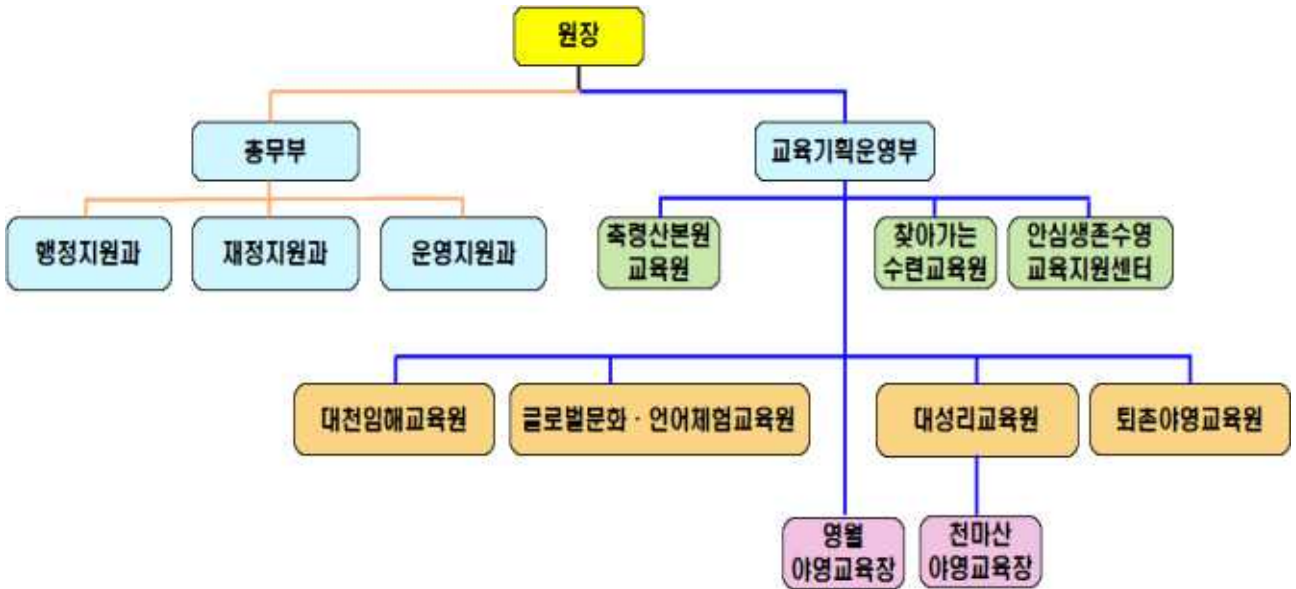 원장
총무부
교육기획운영부
행정지원과
재정지원과
운영지원과
축령산본원
교육원
찾아가는
수련교육원
안심생존수영
교육지원센터
대천임해교육원
글로벌문화 · 언어체험교육원
대성리교육원
퇴촌야영교육원
영월
야영교육장
천마산
야영교육장